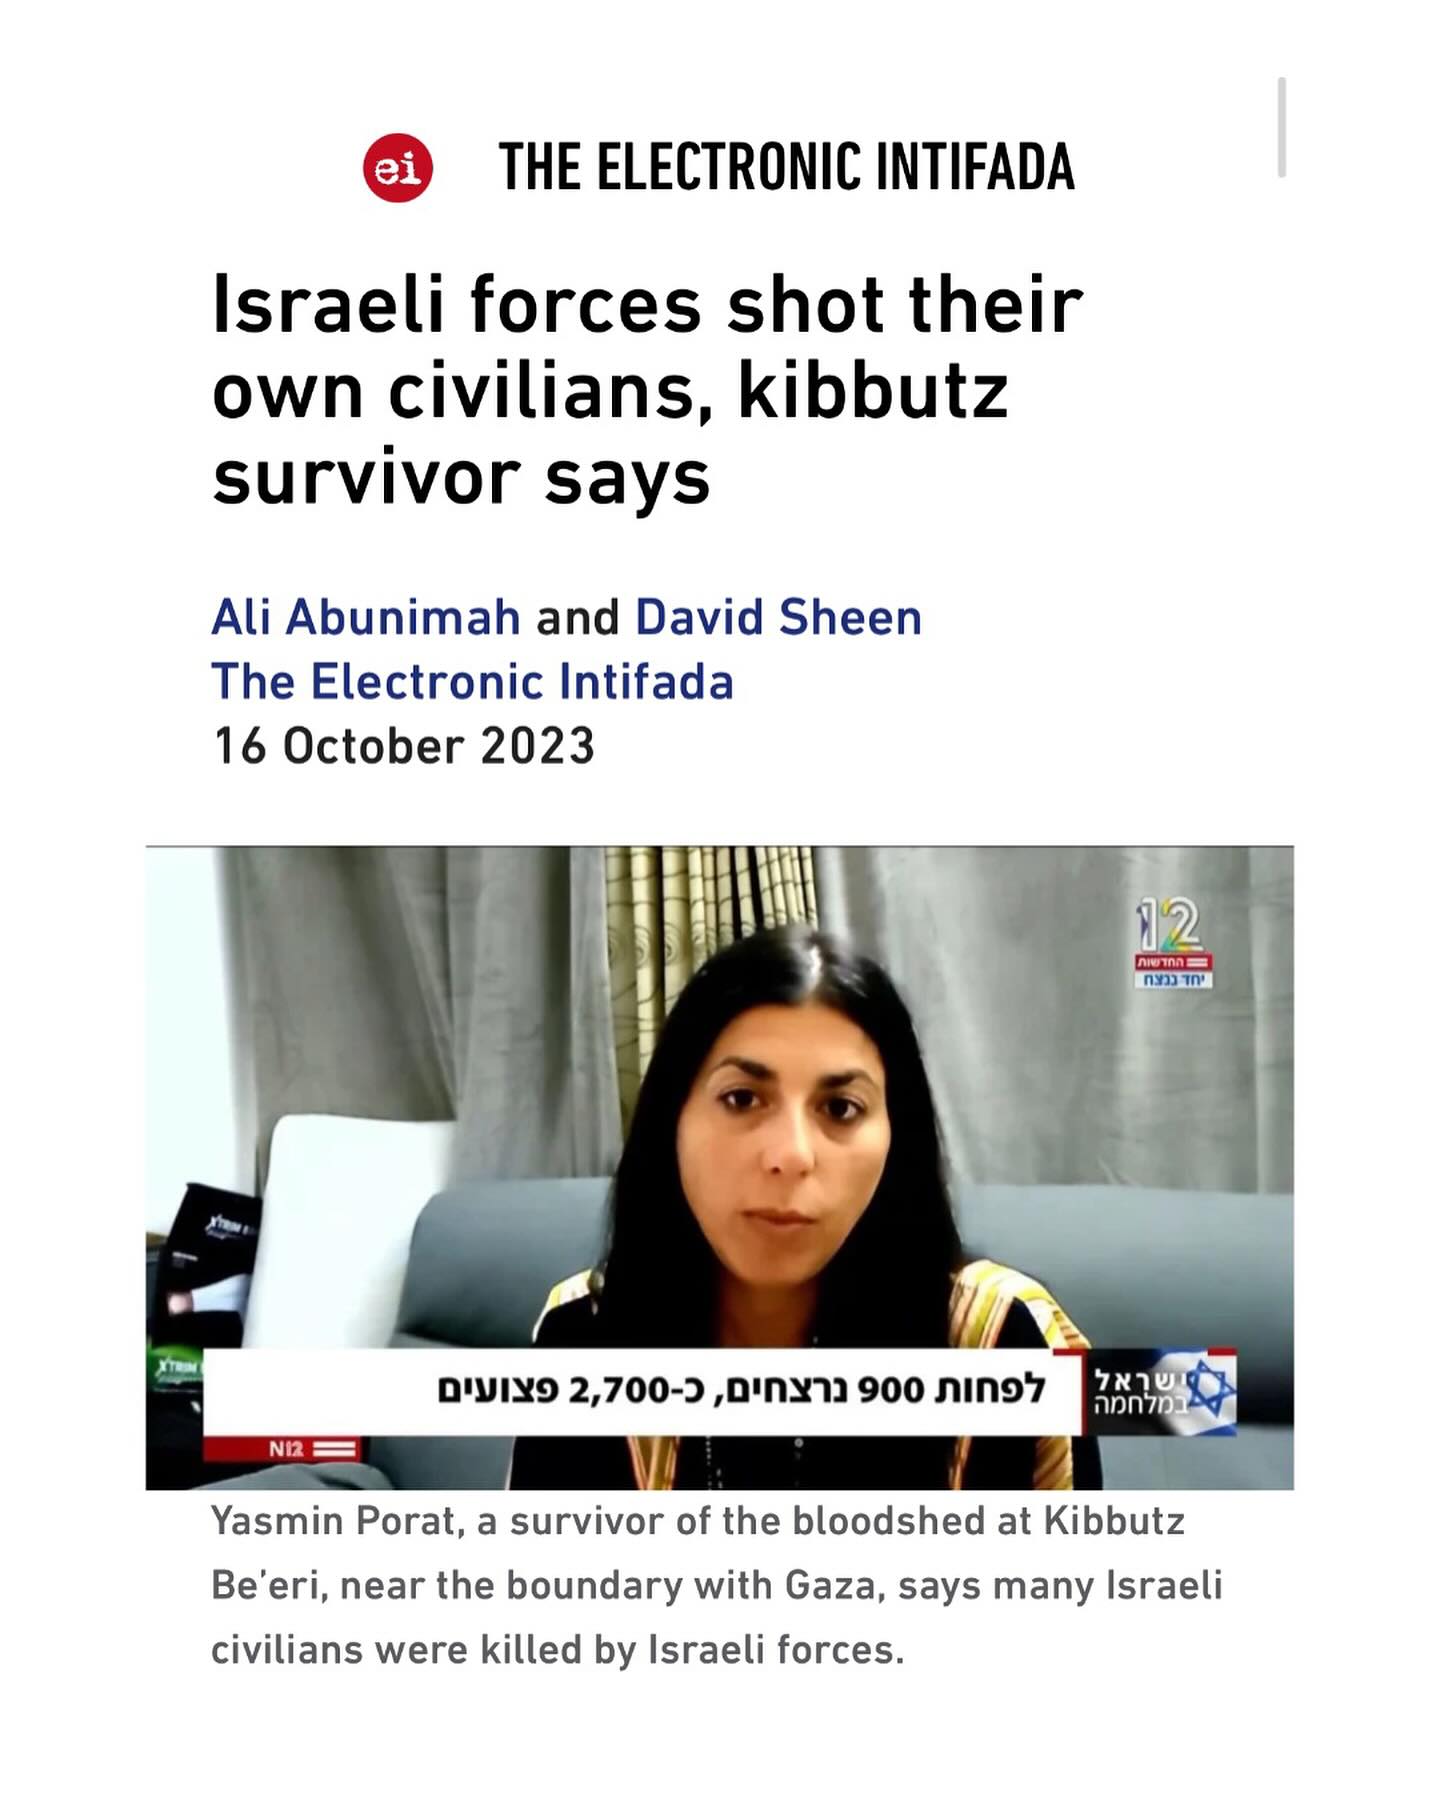 ei THE ELECTRONIC INTIFADA
Israeli forces shot their
own civilians, kibbutz
survivor says
Ali Abunimah and David Sheen
The Electronic Intifada
16 October 2023
12
החדשות
יחד ננצח
XTRIM
XTRIM
לפחות 900 נרצחים, כ-2,700 פצועים
ישראל
במלחמה
N12
Yasmin Porat, a survivor of the bloodshed at Kibbutz
Be’eri, near the boundary with Gaza, says many Israeli
civilians were killed by Israeli forces.